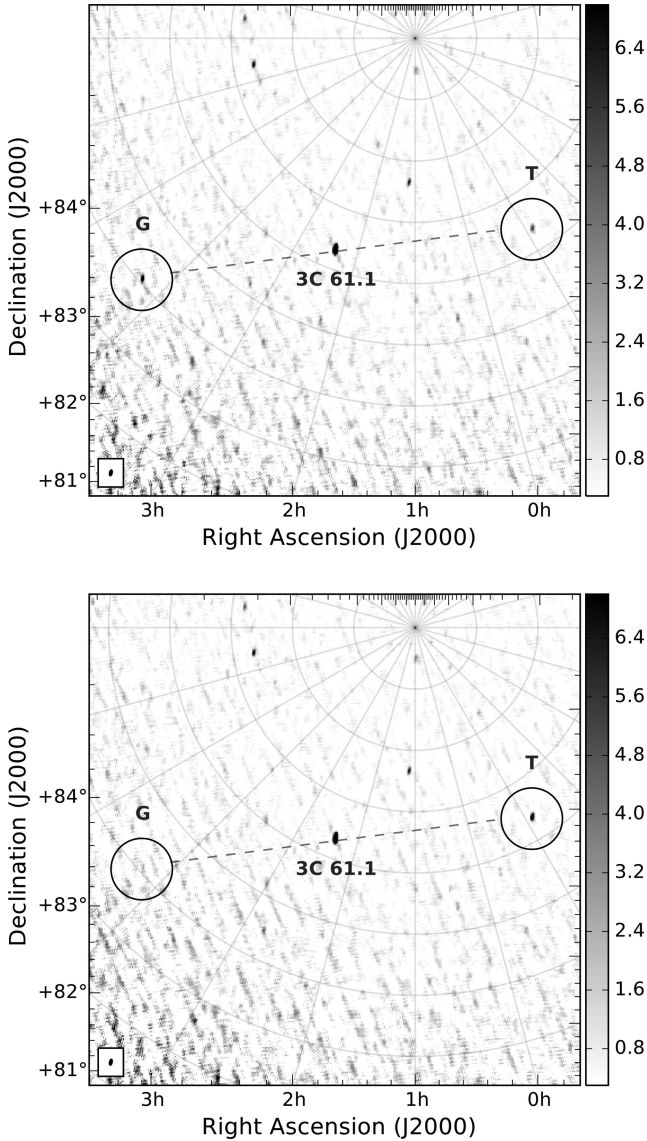 6.4
T
5.6
+84°
G
4.8
4.0
3C 61.1
3.2
+83°
2.4
+82°
1.6
+81°
0.8
Declination (J2000)
3h 2h 1h 0h
Right Ascension (J2000)
6.4
T
5.6
+84°
G
4.8
4.0
3C 61.1
3.2
+83°
2.4
+82°
1.6
+81°
0.8
Declination (J2000)
3h 2h 1h 0h
Right Ascension (J2000)